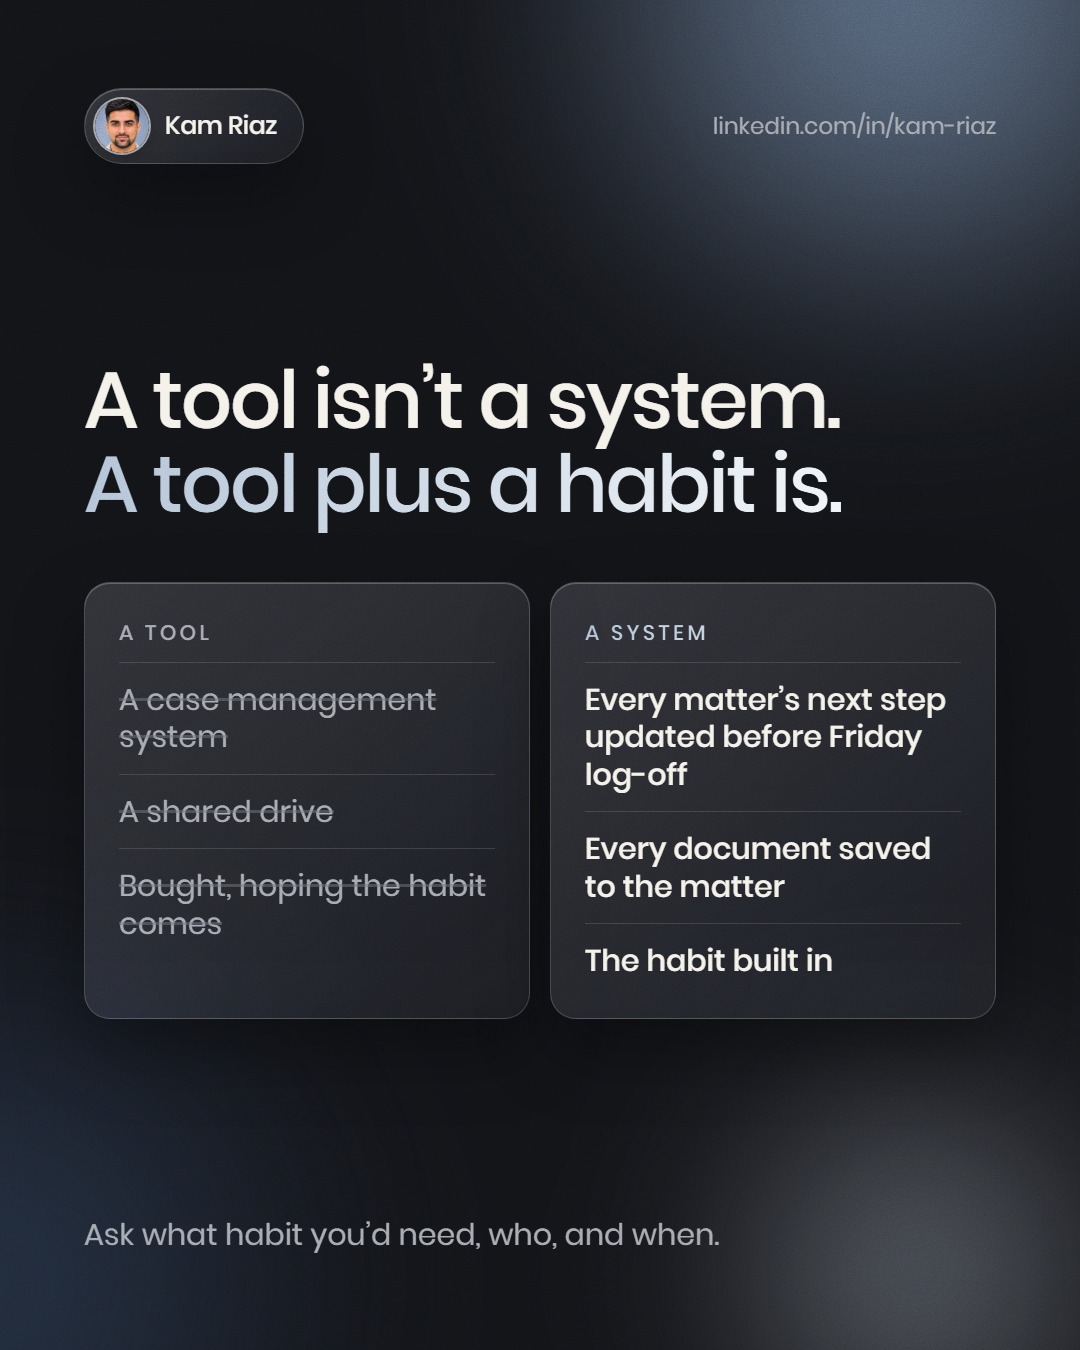 Kam Riaz
linkedin.com/in/kam-riaz
A tool isn’t a system.
A tool plus a habit is.
A TOOL
A case management
system
A shared drive
Bought, hoping the habit
comes
A SYSTEM
Every matter’s next step
updated before Friday
log-off
Every document saved
to the matter
The habit built in
Ask what habit you’d need, who, and when.